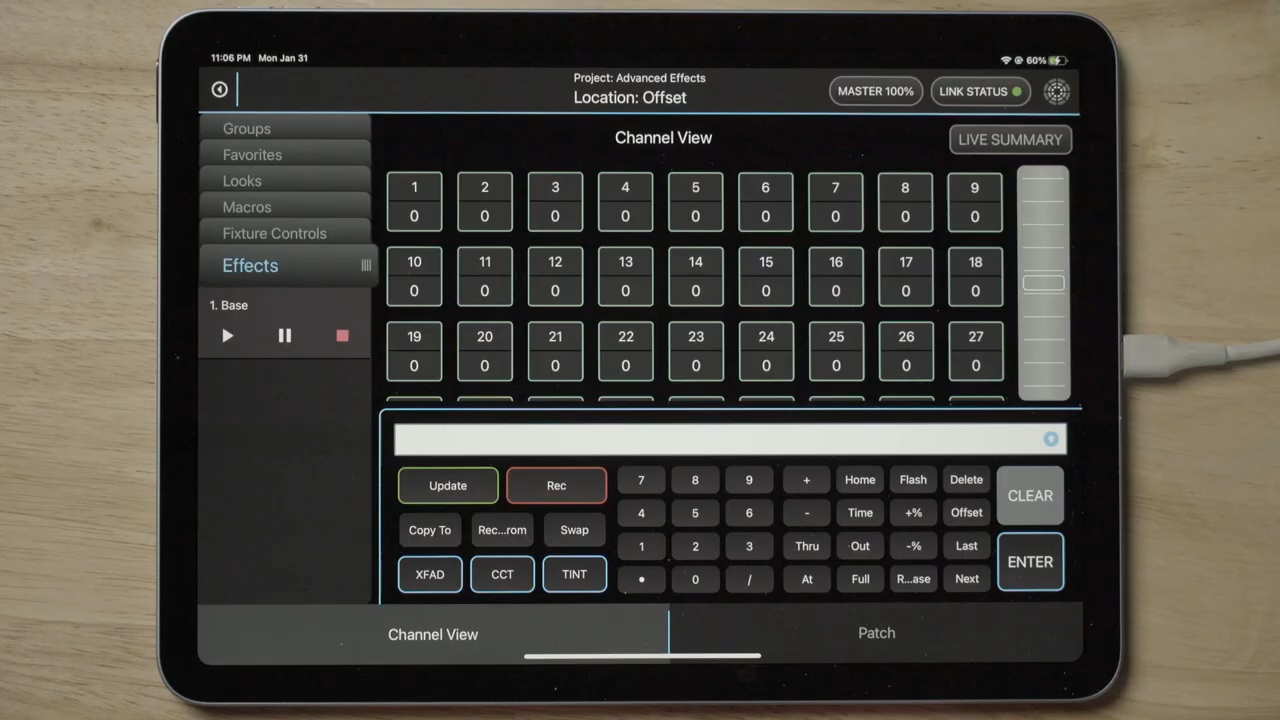 11:06 PM Mon Jan 31
60%
Project: Advanced Effects
Location: Offset
MASTER 100%
LINK STATUS
Groups
Favorites
Looks
Macros
Fixture Controls
Effects
1. Base
Channel View
LIVE SUMMARY
1 2 3 4 5 6 7 8 9
0 0 0 0 0 0 0 0 0
10 11 12 13 14 15 16 17 18
0 0 0 0 0 0 0 0 0
19 20 21 22 23 24 25 26 27
0 0 0 0 0 0 0 0 0
Update Rec
Copy To Rec...rom Swap
XFAD CCT TINT
7 8 9 + Home Flash Delete
4 5 6 - Time +% Offset
1 2 3 Thru Out -% Last
• 0 / At Full R...ase Next
CLEAR
ENTER
Channel View
Patch